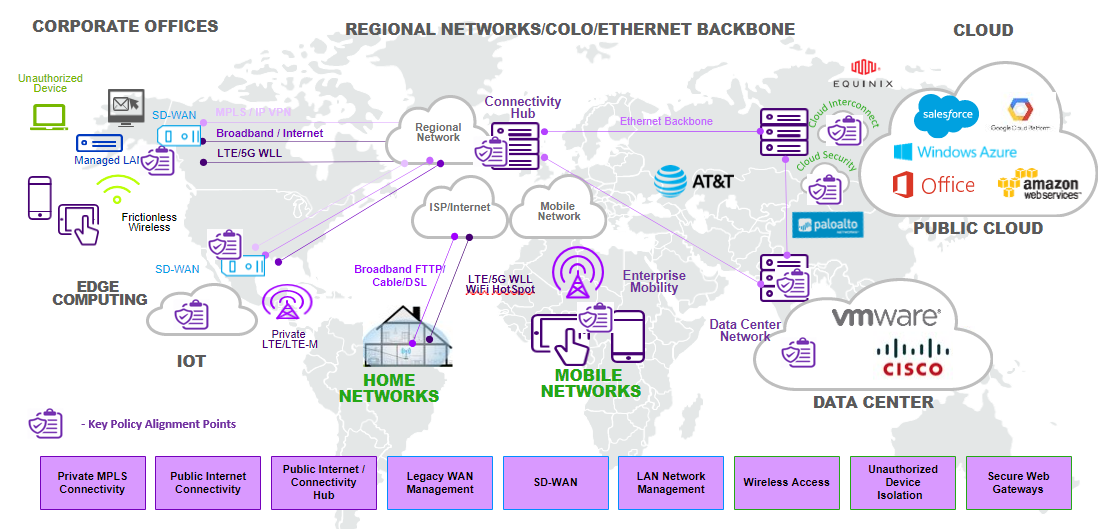 CORPORATE OFFICES
REGIONAL NETWORKS/COLO/ETHERNET BACKBONE
CLOUD
Unauthorized
Device
SD-WAN
MPLS / IP VPN
Broadband / Internet
LTE/5G WLL
Managed LAN
Frictionless
Wireless
Regional
Network
Connectivity
Hub
Ethernet Backbone
EQUINIX
Cloud Interconnect
Cloud Security
salesforce
Google Cloud Platform
Windows Azure
Office
amazon
webservices
AT&T
paloalto
PUBLIC CLOUD
ISP/Internet
Mobile
Network
SD-WAN
EDGE
COMPUTING
IOT
Private
LTE/LTE-M
Broadband FTTP/
Cable/DSL
LTE/5G WLL
WiFi HotSpot
Enterprise
Mobility
HOME
NETWORKS
MOBILE
NETWORKS
Data Center
Network
vmware
CISCO
DATA CENTER
- Key Policy Alignment Points
Private MPLS
Connectivity
Public Internet
Connectivity
Public Internet /
Connectivity
Hub
Legacy WAN
Management
SD-WAN
LAN Network
Management
Wireless Access
Unauthorized
Device
Isolation
Secure Web
Gateways